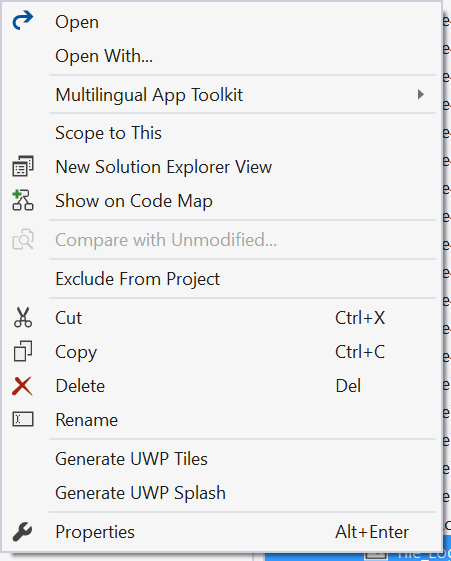 Open
Open With...
Multilingual App Toolkit
Scope to This
New Solution Explorer View
Show on Code Map
Compare with Unmodified...
Exclude From Project
Cut Ctrl+X
Copy Ctrl+C
Delete Del
Rename
Generate UWP Tiles
Generate UWP Splash
Properties Alt+Enter